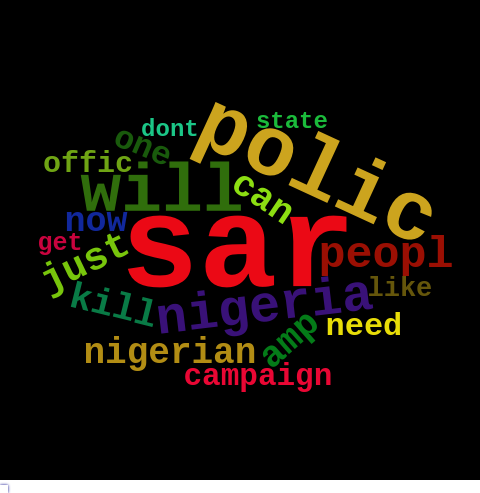 dont
state
polic
one
offic
will
can
now
sar
get
just
peopl
kill
nigeria
like
need
amp
nigerian
campaign